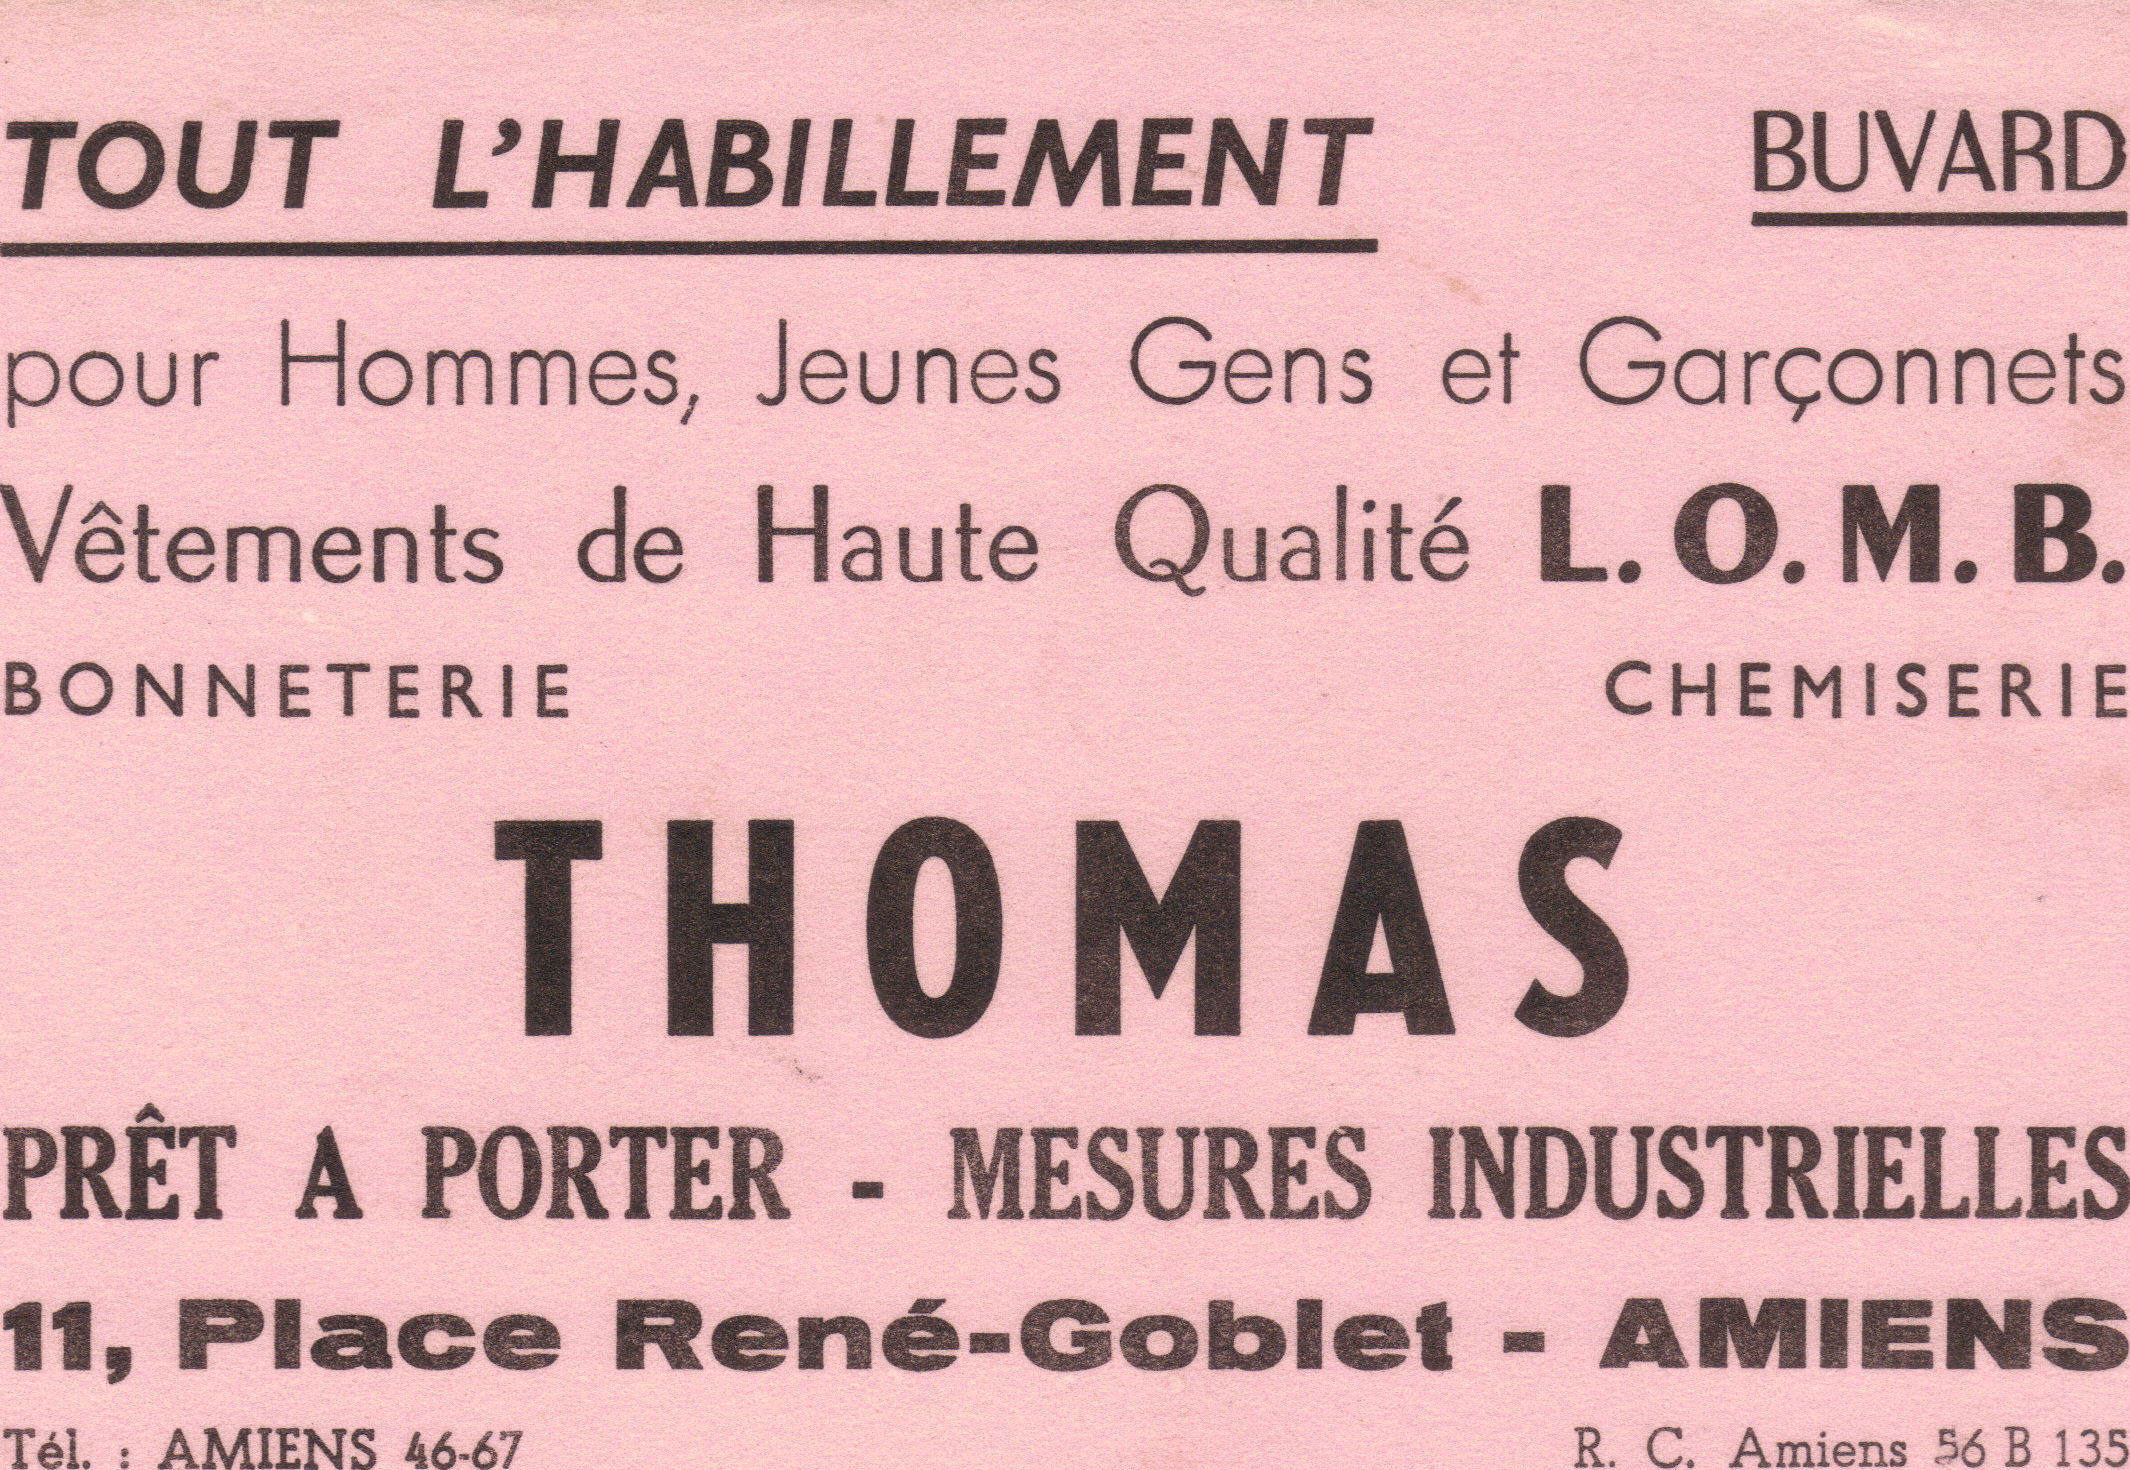 TOUT L'HABILLEMENT BUVARD
pour Hommes, Jeunes Gens et Garçonnets
Vêtements de Haute Qualité L. O. M. B.
BONNETERIE CHEMISERIE
THOMAS
PRÊT A PORTER - MESURES INDUSTRIELLES
11, Place René-Goblet - AMIENS
Tél. : AMIENS 46-67 R. C. Amiens 56 B 135